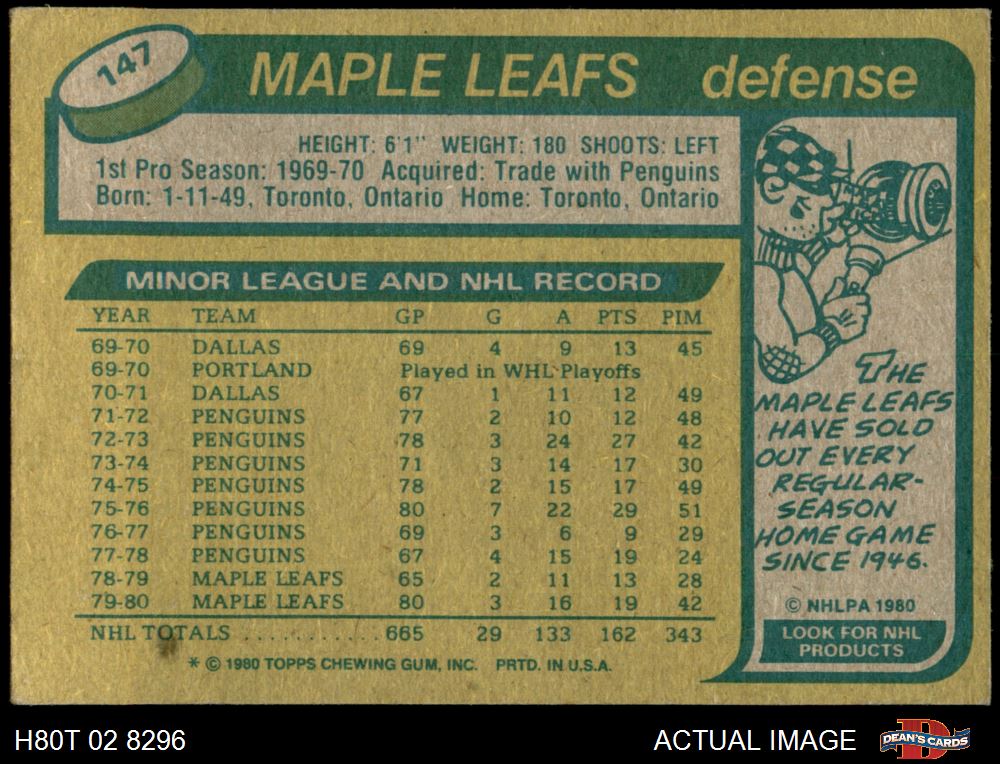 147
MAPLE LEAFS defense
HEIGHT: 6'1" WEIGHT: 180 SHOOTS: LEFT
1st Pro Season: 1969-70 Acquired: Trade with Penguins
Born: 1-11-49, Toronto, Ontario Home: Toronto, Ontario
MINOR LEAGUE AND NHL RECORD
YEAR TEAM GP G A PTS PIM
69-70 DALLAS 69 4 9 13 45
69-70 PORTLAND Played in WHL Playoffs
70-71 DALLAS 67 1 11 12 49
71-72 PENGUINS 77 2 10 12 48
72-73 PENGUINS 78 3 24 27 42
73-74 PENGUINS 71 3 14 17 30
74-75 PENGUINS 78 2 15 17 49
75-76 PENGUINS 80 7 22 29 51
76-77 PENGUINS 69 3 6 9 29
77-78 PENGUINS 67 4 15 19 24
78-79 MAPLE LEAFS 65 2 11 13 28
79-80 MAPLE LEAFS 80 3 16 19 42
NHL TOTALS ........... 665 29 133 162 343
* © 1980 TOPPS CHEWING GUM, INC. PRTD. IN U.S.A.
THE
MAPLE LEAFS
HAVE SOLD
OUT EVERY
REGULAR-
SEASON
HOME GAME
SINCE 1946.
© NHLPA 1980
LOOK FOR NHL
PRODUCTS
H80T 02 8296
ACTUAL IMAGE
D
DEAN'S CARDS